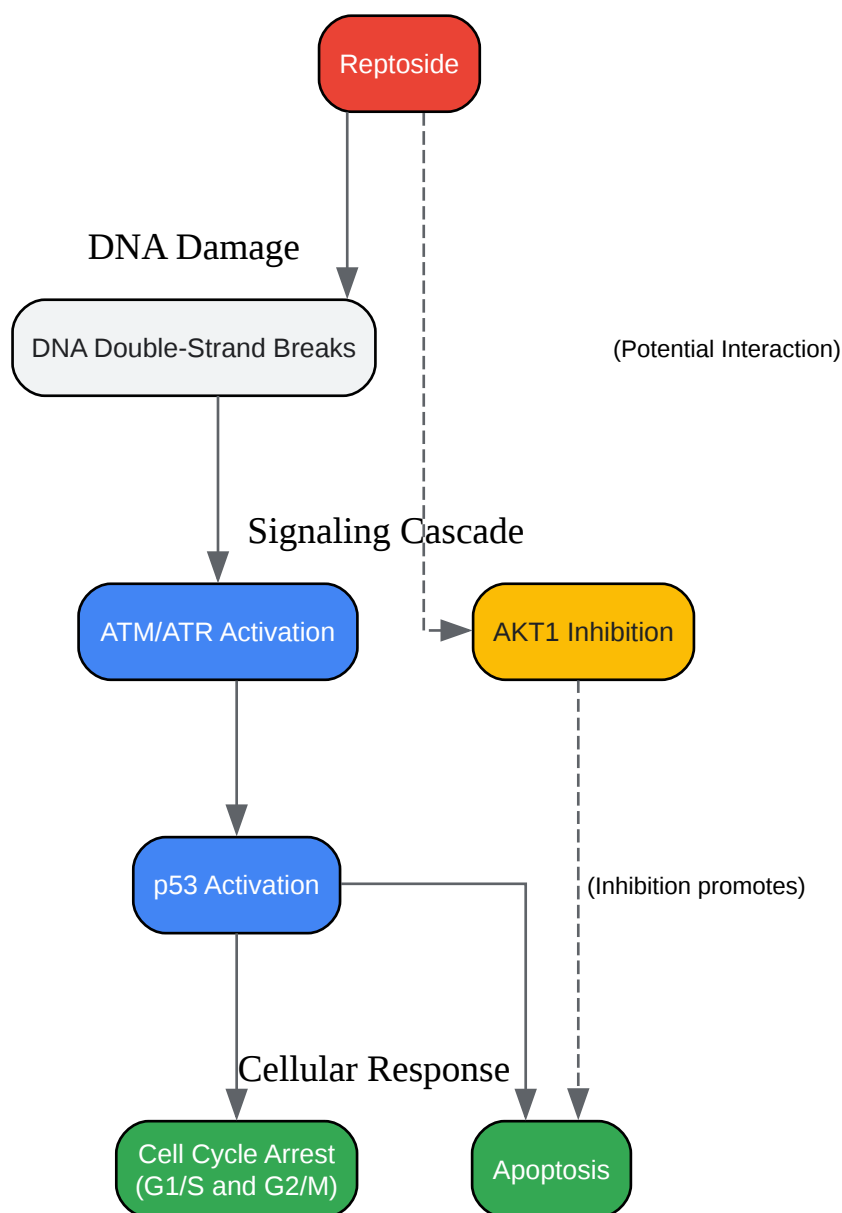 Reptoside
DNA Damage
DNA Double-Strand Breaks
(Potential Interaction)
Signaling Cascade
ATM/ATR Activation
AKT1 Inhibition
p53 Activation
(Inhibition promotes)
Cellular Response
Cell Cycle Arrest
(G1/S and G2/M)
Apoptosis